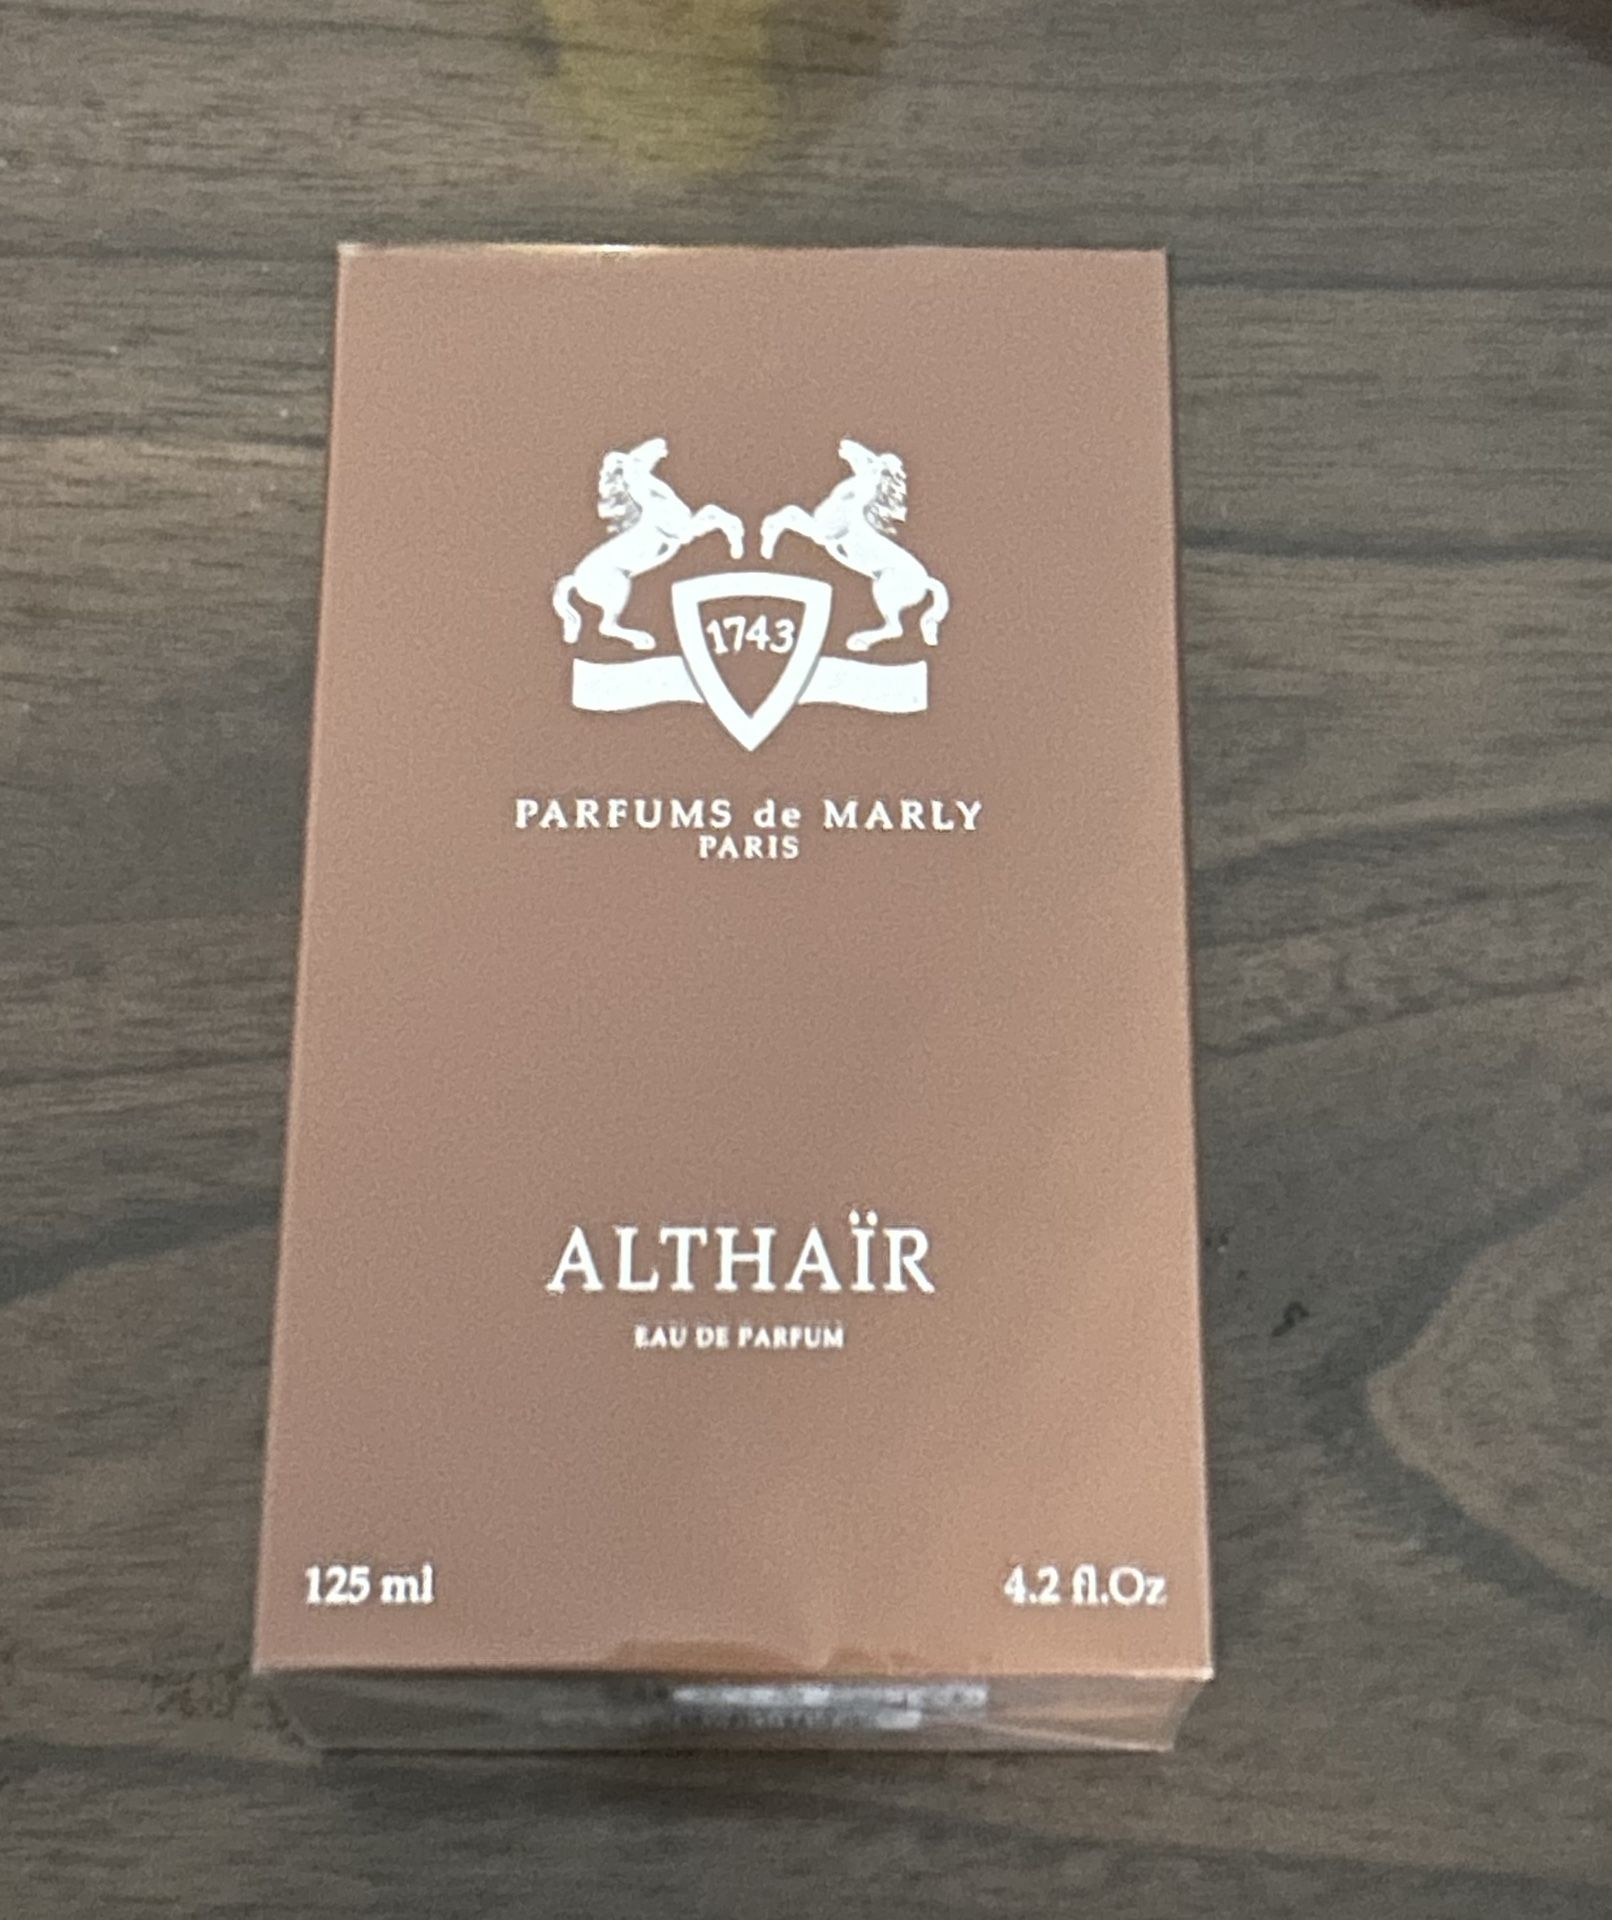 1743
PARFUMS de MARLY
PARIS
ALTHAÏR
EAU DE PARFUM
125 ml
4.2 fl.Oz